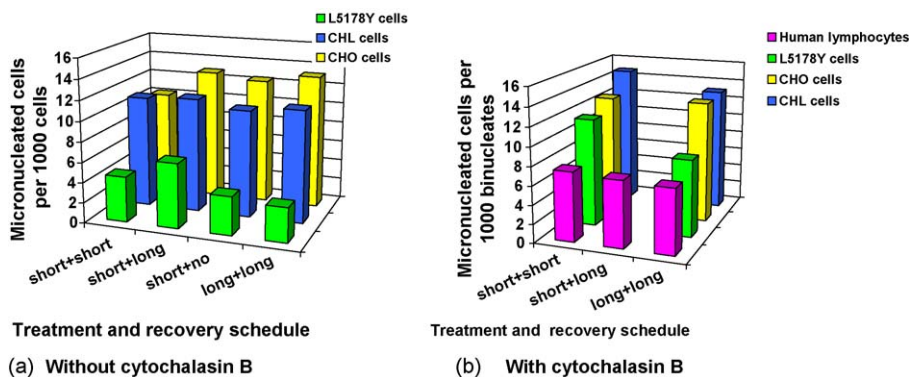 L5178Y cells
CHL cells
CHO cells
Micronucleated cells
per 1000 cells
16
14
12
10
8
6
4
2
0
short+short
short+long
short+no
long+long
Treatment and recovery schedule
(a) Without cytochalasin B
Human lymphocytes
L5178Y cells
CHO cells
CHL cells
Micronucleated cells per
1000 binucleates
16
14
12
10
8
6
4
2
0
short+short
short+long
long+long
Treatment and recovery schedule
(b) With cytochalasin B